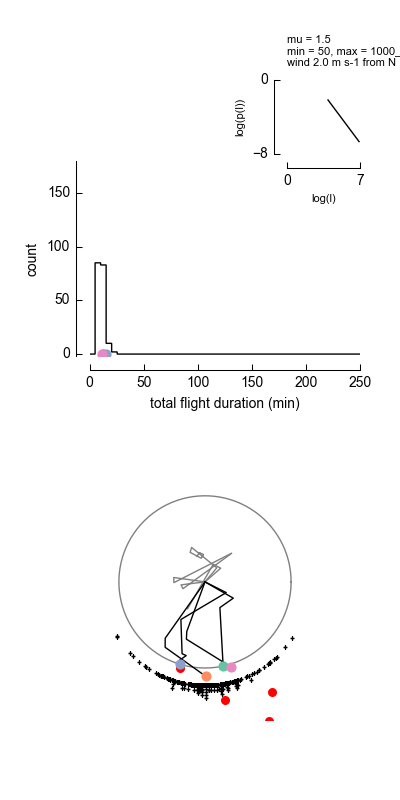 mu = 1.5
min = 50, max = 1000_
wind 2.0 m s-1 from N
log(p(l))
0
−8
0 7
log(l)
count
150
100
50
0
0 50 100 150 200 250
total flight duration (min)